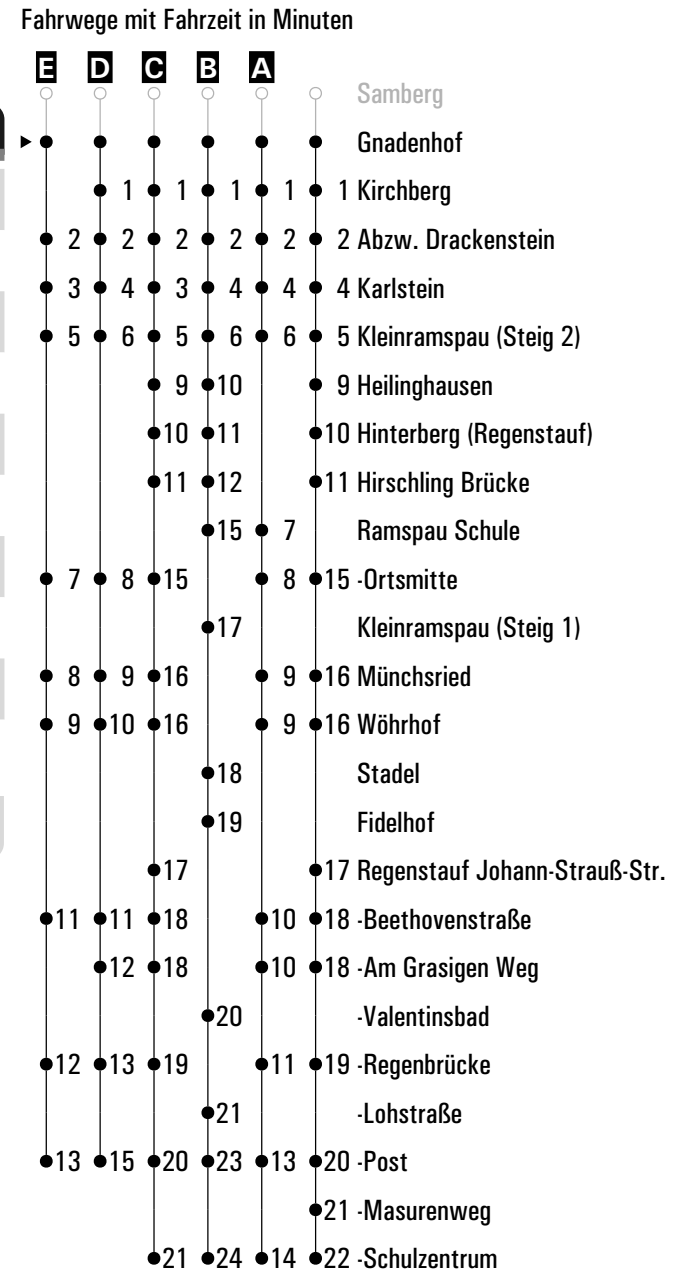 Fahrwege mit Fahrzeit in Minuten
E D C B A
Samberg
Gnadenhof
1 1 1 1 1 Kirchberg
2 2 2 2 2 2 Abzw. Drackenstein
3 4 3 4 4 4 Karlstein
5 6 5 6 6 5 Kleinramspau (Steig 2)
9 10 9 Heilinghausen
10 11 10 Hinterberg (Regenstauf)
11 12 11 Hirschling Brücke
15 7 Ramspau Schule
7 8 15 8 15 -Ortsmitte
17 Kleinramspau (Steig 1)
8 9 16 9 16 Münchsried
9 10 16 9 16 Wöhrhof
18 Stadel
19 Fidelhof
17 17 Regenstauf Johann-Strauß-Str.
11 11 18 10 18 -Beethovenstraße
12 18 10 18 -Am Grasigen Weg
20 -Valentinsbad
12 13 19 11 19 -Regenbrücke
21 -Lohstraße
13 15 20 23 13 20 -Post
21 -Masurenweg
21 24 14 22 -Schulzentrum